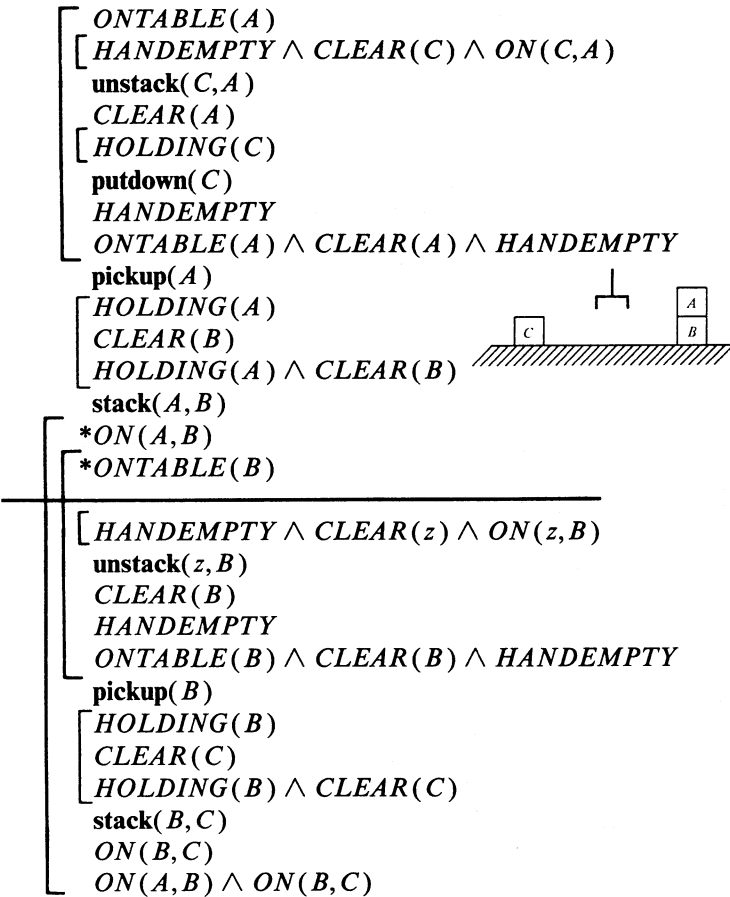 ONTABLE(A)
HANDEMPTY ∧ CLEAR(C) ∧ ON(C,A)
unstack(C,A)
CLEAR(A)
HOLDING(C)
putdown(C)
HANDEMPTY
ONTABLE(A) ∧ CLEAR(A) ∧ HANDEMPTY
pickup(A)
HOLDING(A)
CLEAR(B)
HOLDING(A) ∧ CLEAR(B)
stack(A,B)
*ON(A,B)
*ONTABLE(B)
HANDEMPTY ∧ CLEAR(z) ∧ ON(z,B)
unstack(z,B)
CLEAR(B)
HANDEMPTY
ONTABLE(B) ∧ CLEAR(B) ∧ HANDEMPTY
pickup(B)
HOLDING(B)
CLEAR(C)
HOLDING(B) ∧ CLEAR(C)
stack(B,C)
ON(B,C)
ON(A,B) ∧ ON(B,C)
C
A
B